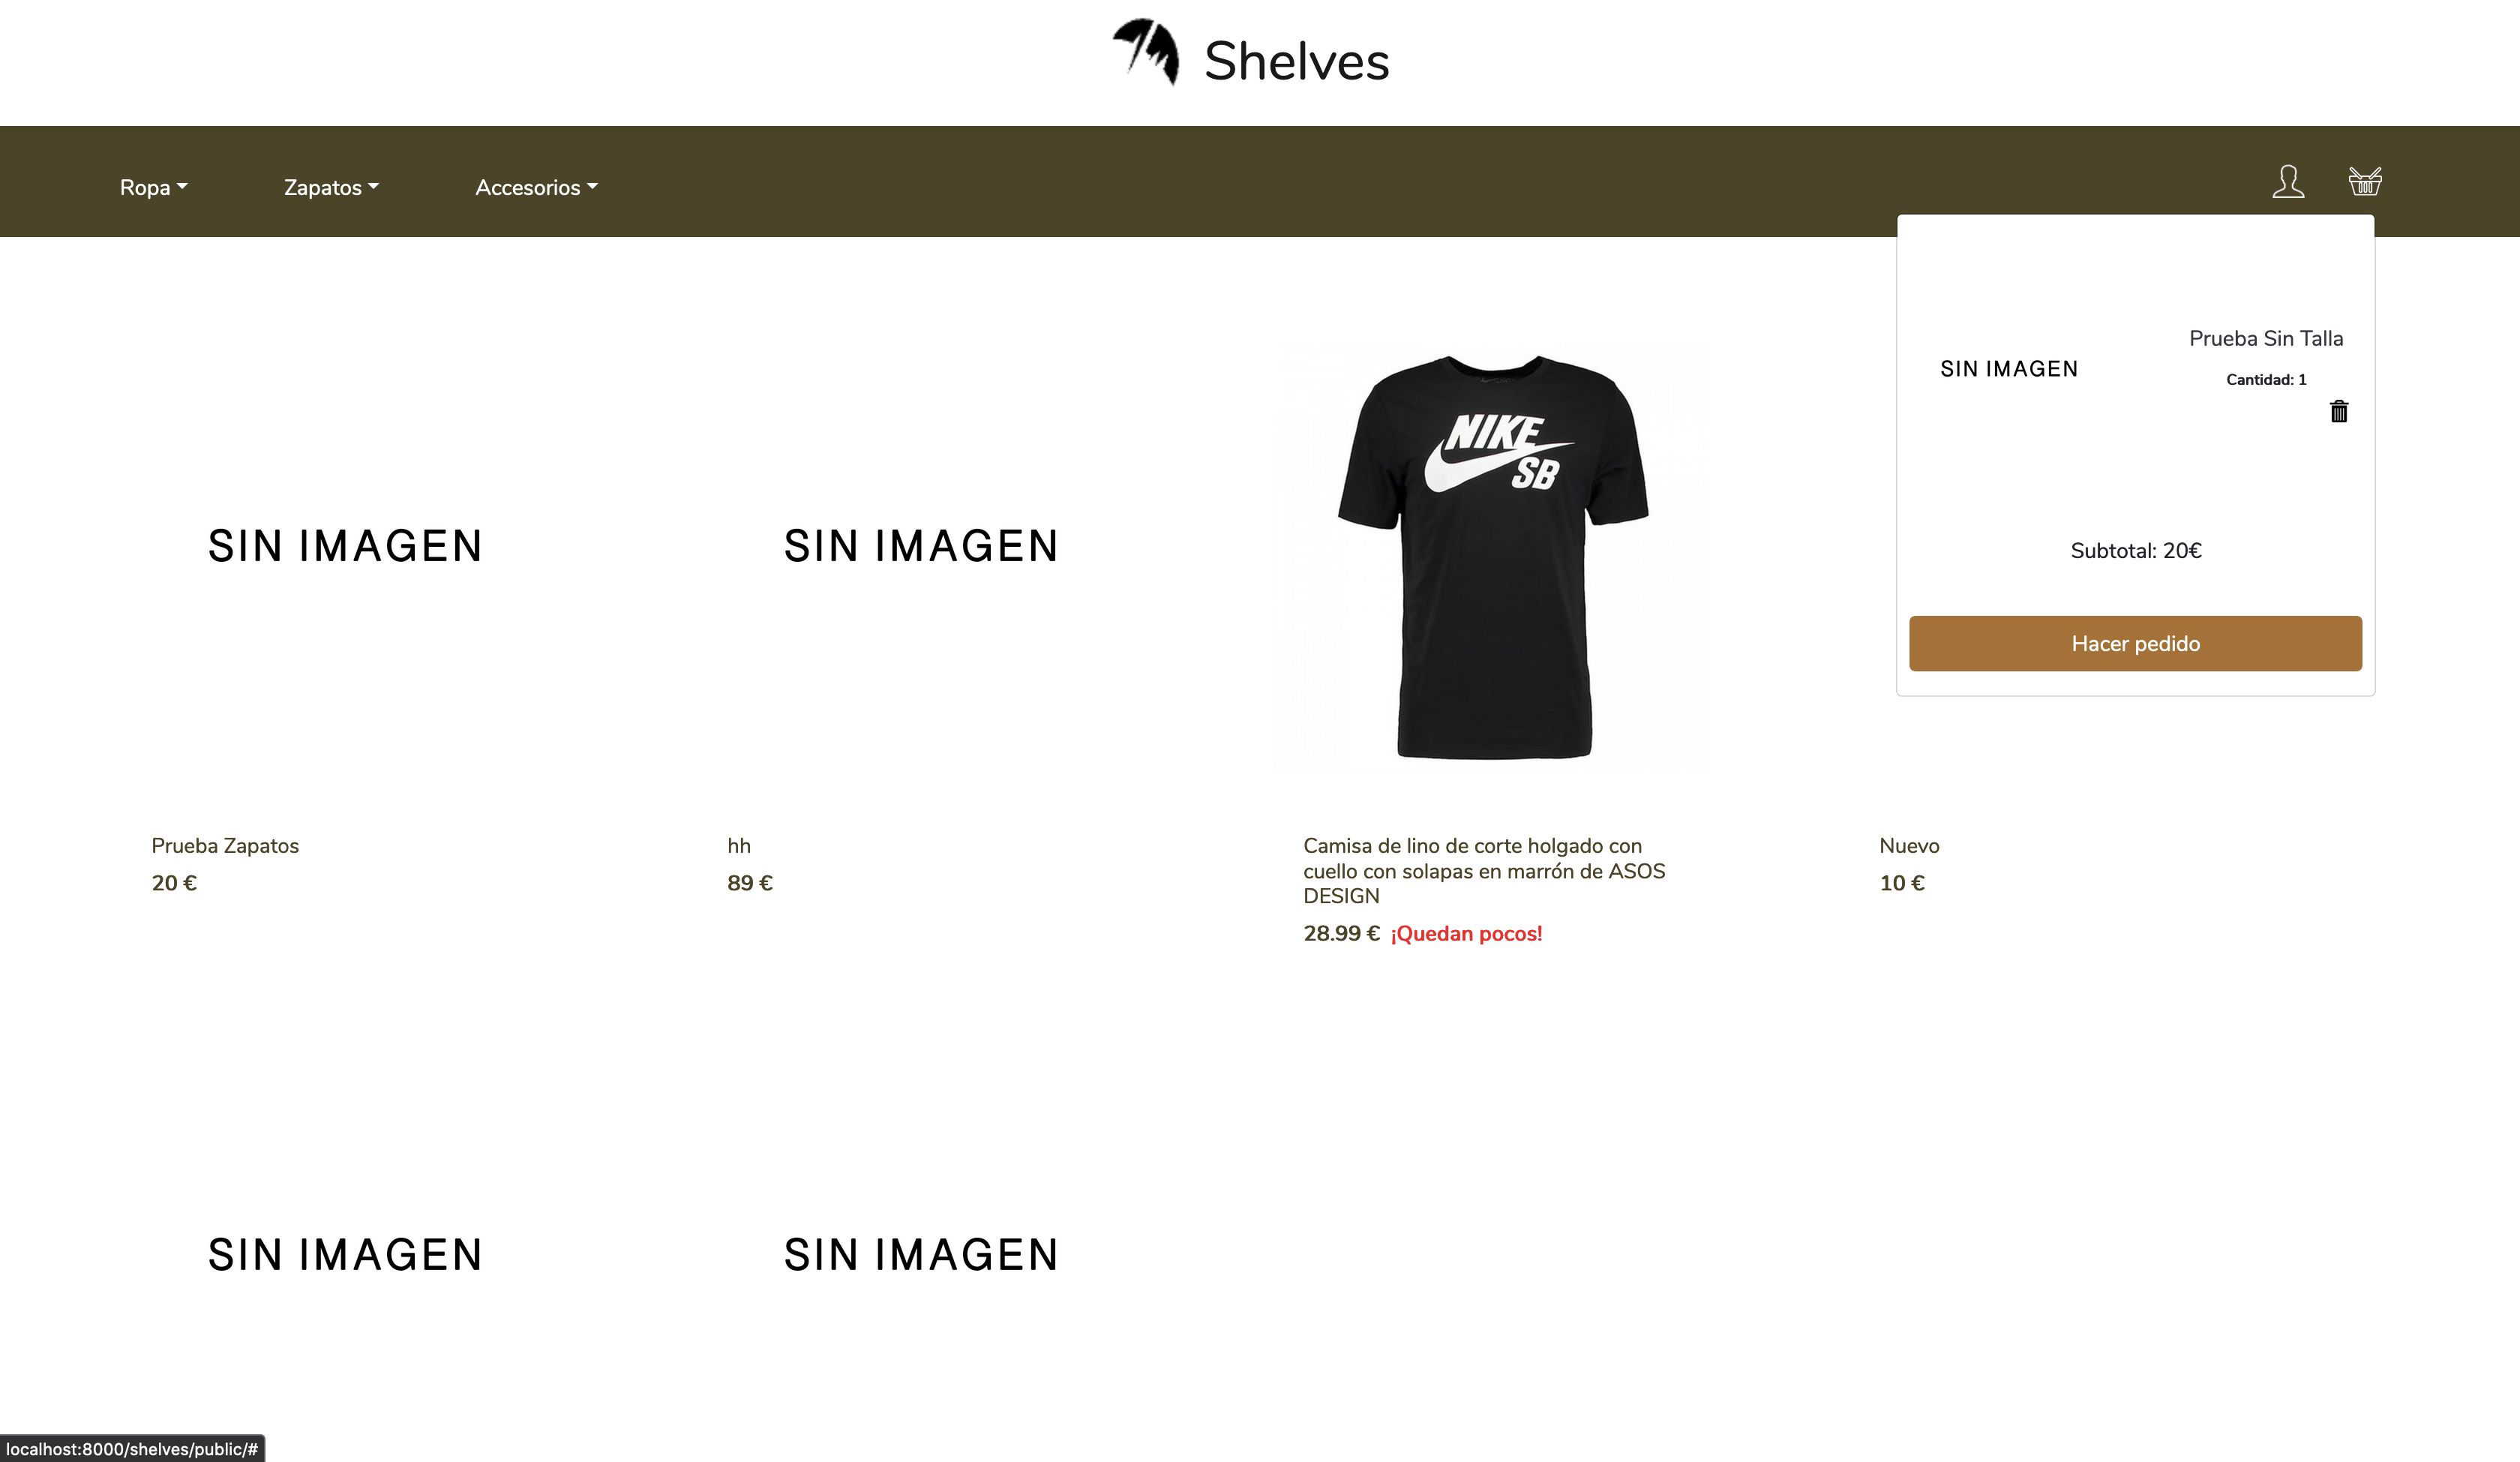 Shelves
Ropa
Zapatos
Accesorios
Prueba Sin Talla
SIN IMAGEN
Cantidad: 1
Subtotal: 20€
Hacer pedido
SIN IMAGEN
SIN IMAGEN
NIKE
SB
Prueba Zapatos
20 €
hh
89 €
Camisa de lino de corte holgado con
cuello con solapas en marrón de ASOS
DESIGN
28.99 € ¡Quedan pocos!
Nuevo
10 €
SIN IMAGEN
SIN IMAGEN
localhost:8000/shelves/public/#